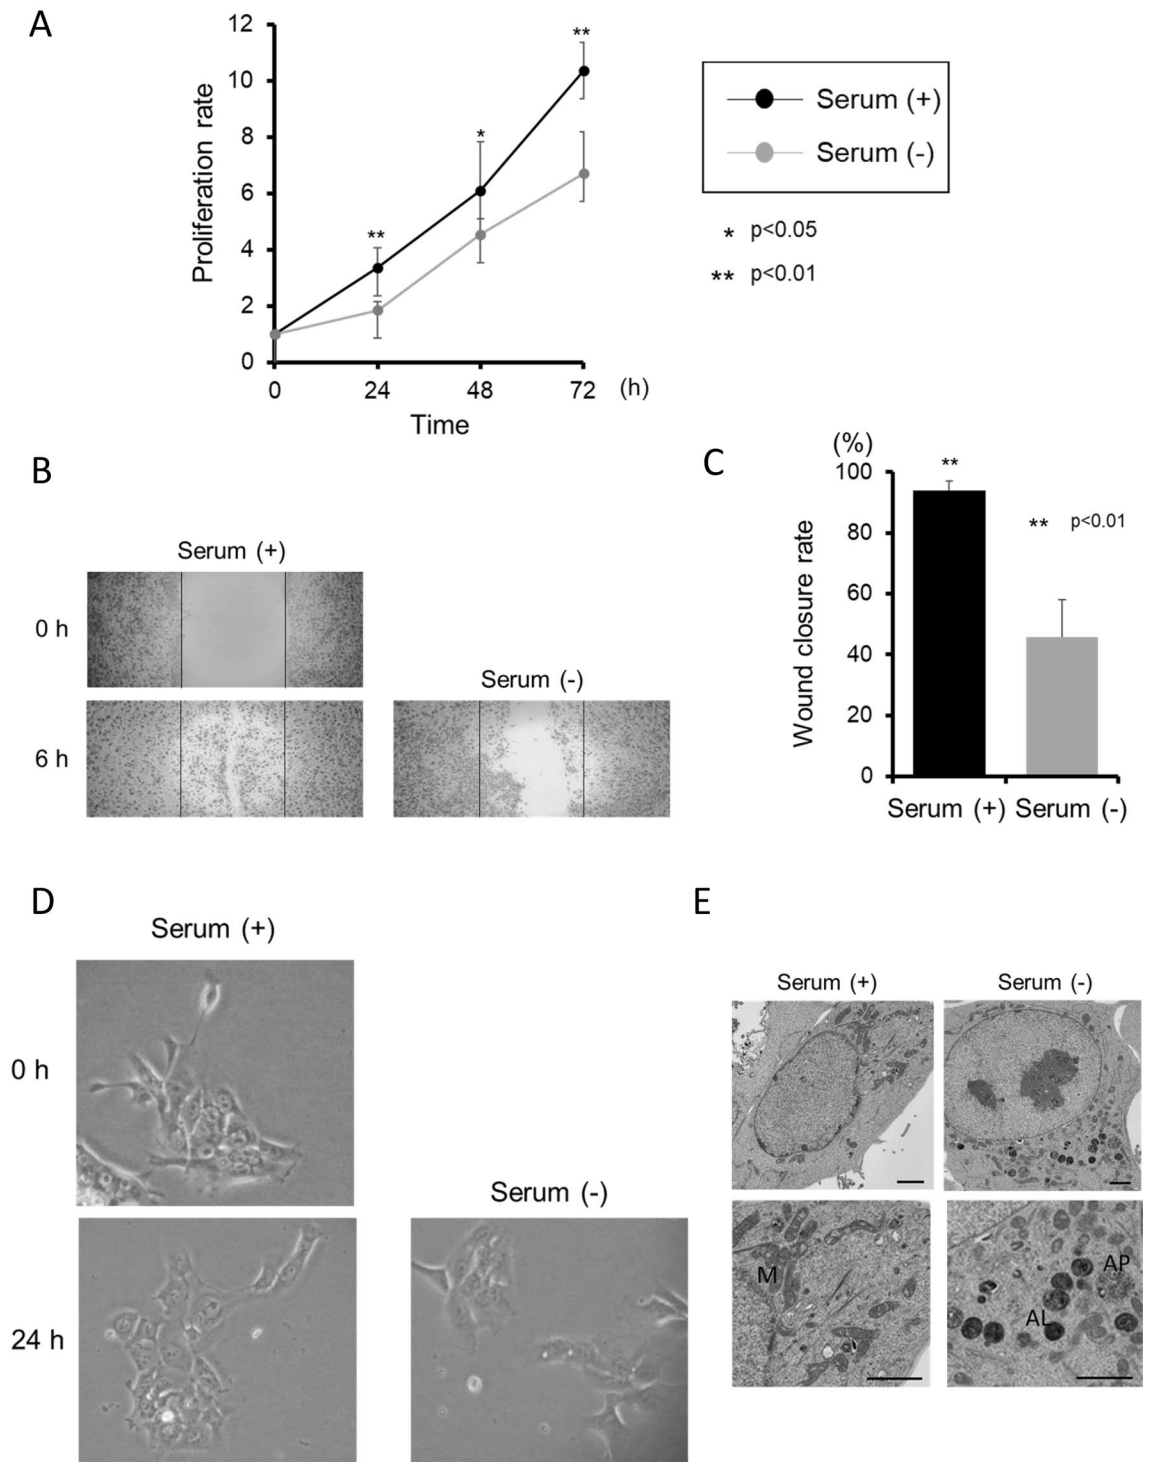 A
12
10
8
6
4
2
0
Proliferation rate
**
*
**
0 24 48 72 (h)
Time
Serum (+)
Serum (-)
* p<0.05
** p<0.01
B
Serum (+)
0 h
Serum (-)
6 h
C
(%)
100
80
60
40
20
0
Wound closure rate
**
** p<0.01
Serum (+) Serum (-)
D
Serum (+)
0 h
Serum (-)
24 h
E
Serum (+) Serum (-)
M
AP
AL